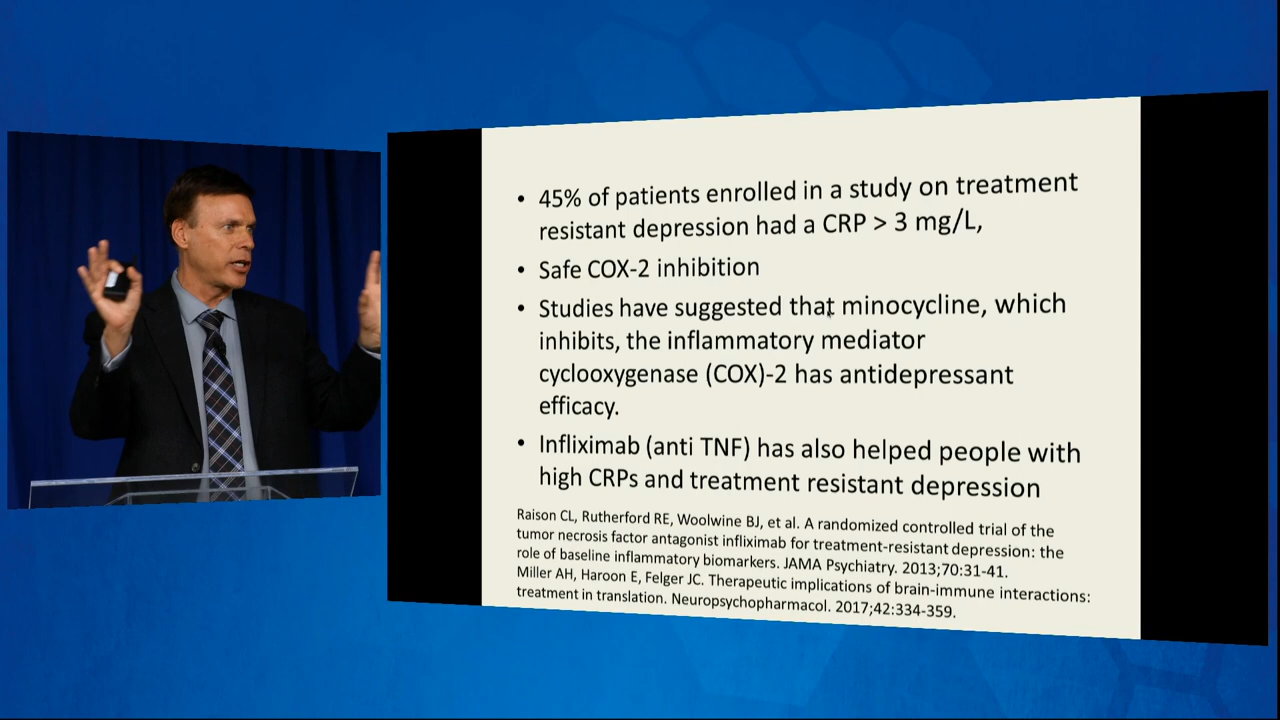 • 45% of patients enrolled in a study on treatment
resistant depression had a CRP > 3 mg/L,
• Safe COX-2 inhibition
• Studies have suggested that minocycline, which
inhibits, the inflammatory mediator
cyclooxygenase (COX)-2 has antidepressant
efficacy.
• Infliximab (anti TNF) has also helped people with
high CRPs and treatment resistant depression
Raison CL, Rutherford RE, Woolwine BJ, et al. A randomized controlled trial of the
tumor necrosis factor antagonist infliximab for treatment-resistant depression: the
role of baseline inflammatory biomarkers. JAMA Psychiatry. 2013;70:31-41.
Miller AH, Haroon E, Felger JC. Therapeutic implications of brain-immune interactions:
treatment in translation. Neuropsychopharmacol. 2017;42:334-359.